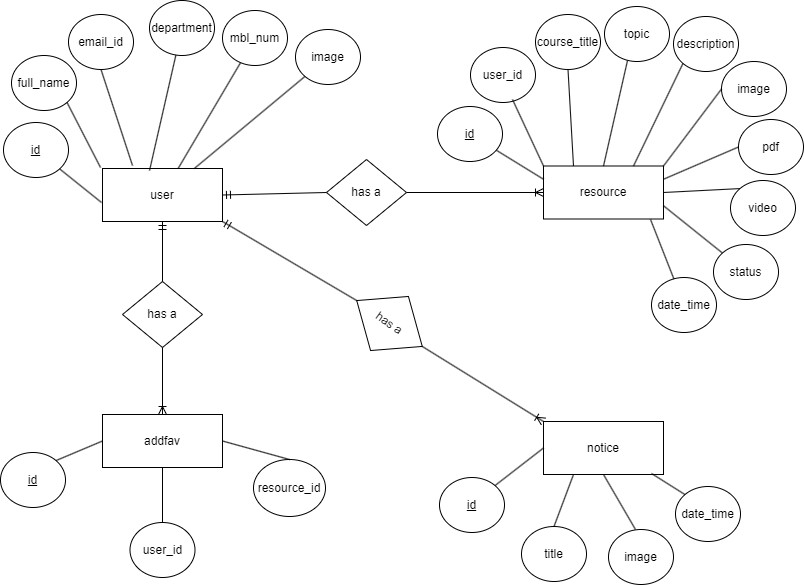 department
email_id
mbl_num
image
full_name
id
user
has a
has a
has a
addfav
id
resource_id
user_id
topic
course_title
description
user_id
image
id
pdf
resource
video
status
date_time
notice
id
date_time
title
image